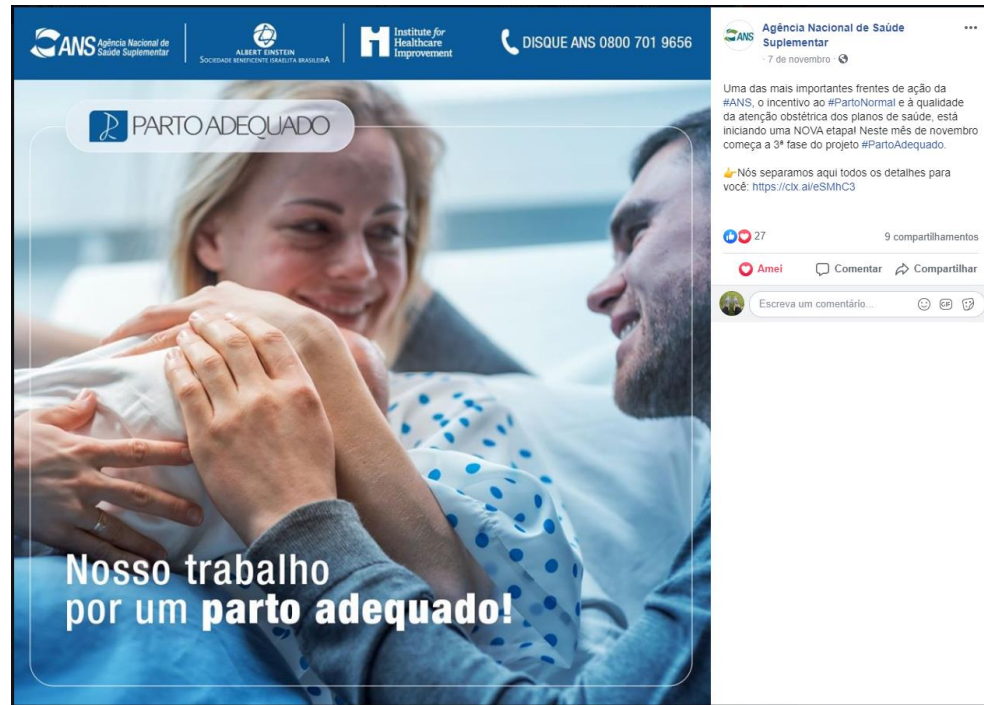 ANS Agência Nacional de
Saúde Suplementar
ALBERT EINSTEIN
SOCIEDADE BENEFICENTE ISRAELITA BRASILEIRA
Institute for
Healthcare
Improvement
DISQUE ANS 0800 701 9656
PARTO ADEQUADO
Nosso trabalho
por um parto adequado!
ANS
Agência Nacional de Saúde
Suplementar
· 7 de novembro ·
Uma das mais importantes frentes de ação da
#ANS, o incentivo ao #PartoNormal e à qualidade
da atenção obstétrica dos planos de saúde, está
iniciando uma NOVA etapa! Neste mês de novembro
começa a 3ª fase do projeto #PartoAdequado.
👉Nós separamos aqui todos os detalhes para
você: https://clx.ai/eSMhC3
27
9 compartilhamentos
Amei
Comentar
Compartilhar
Escreva um comentário...
GIF